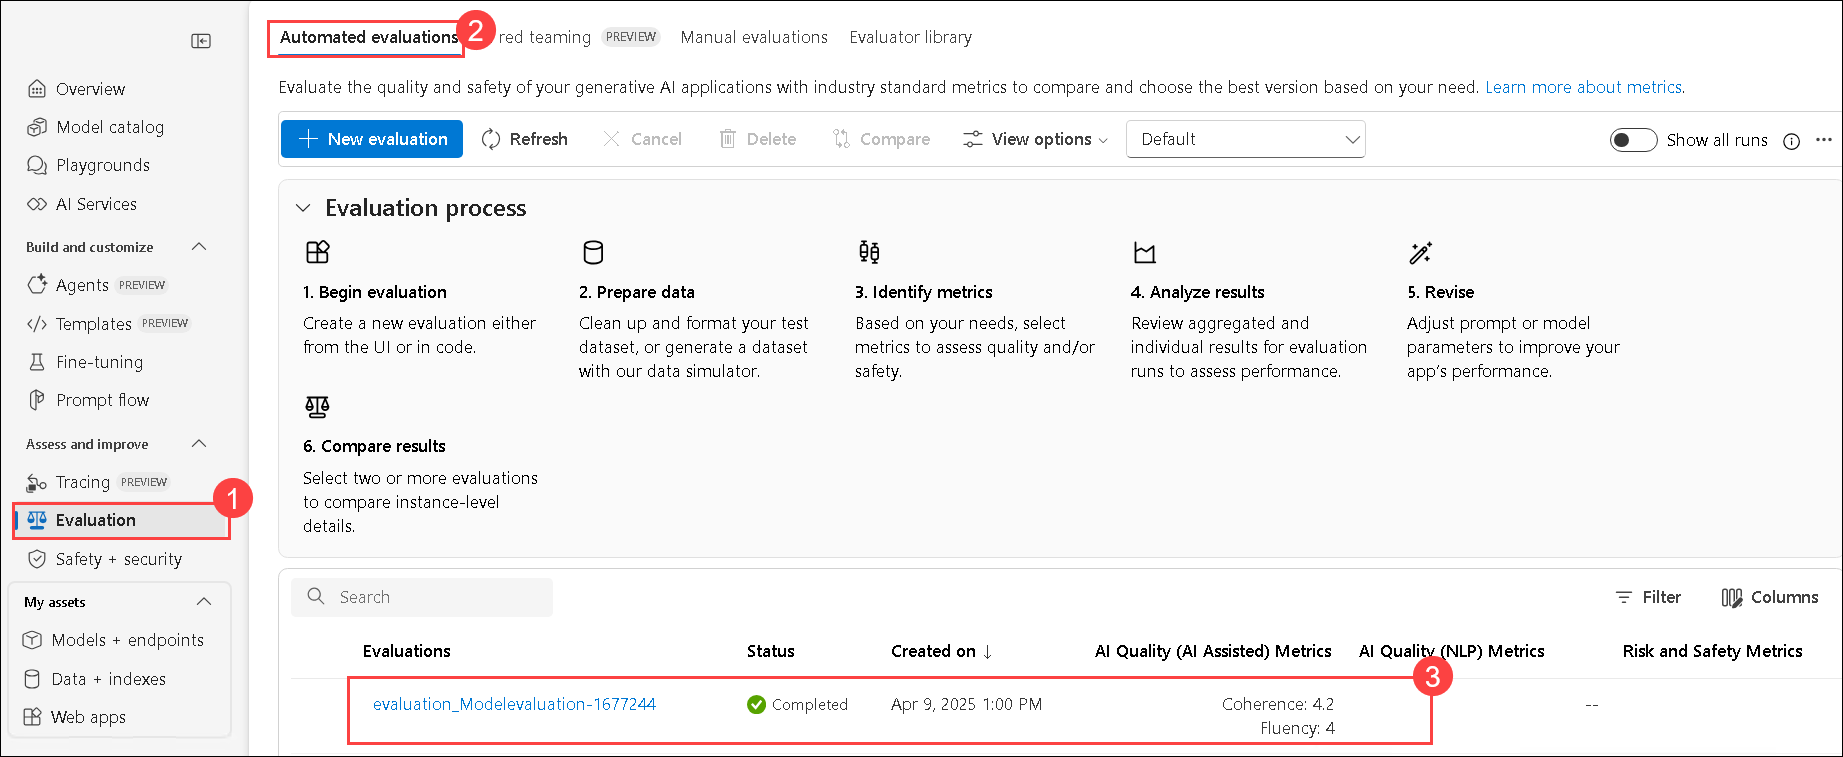 Overview
Model catalog
Playgrounds
AI Services
Build and customize
Agents PREVIEW
Templates PREVIEW
Fine-tuning
Prompt flow
Assess and improve
Tracing PREVIEW
1
Evaluation
Safety + security
My assets
Models + endpoints
Data + indexes
Web apps
Automated evaluations 2 red teaming PREVIEW Manual evaluations Evaluator library
Evaluate the quality and safety of your generative AI applications with industry standard metrics to compare and choose the best version based on your need. Learn more about metrics.
New evaluation Refresh Cancel Delete Compare View options Default Show all runs
Evaluation process
1. Begin evaluation
Create a new evaluation either
from the UI or in code.
2. Prepare data
Clean up and format your test
dataset, or generate a dataset
with our data simulator.
3. Identify metrics
Based on your needs, select
metrics to assess quality and/or
safety.
4. Analyze results
Review aggregated and
individual results for evaluation
runs to assess performance.
5. Revise
Adjust prompt or model
parameters to improve your
app's performance.
6. Compare results
Select two or more evaluations
to compare instance-level
details.
Search Filter Columns
Evaluations Status Created on ↓ AI Quality (AI Assisted) Metrics AI Quality (NLP) Metrics Risk and Safety Metrics
3
evaluation_Modelevaluation-1677244 Completed Apr 9, 2025 1:00 PM Coherence: 4.2 --
Fluency: 4